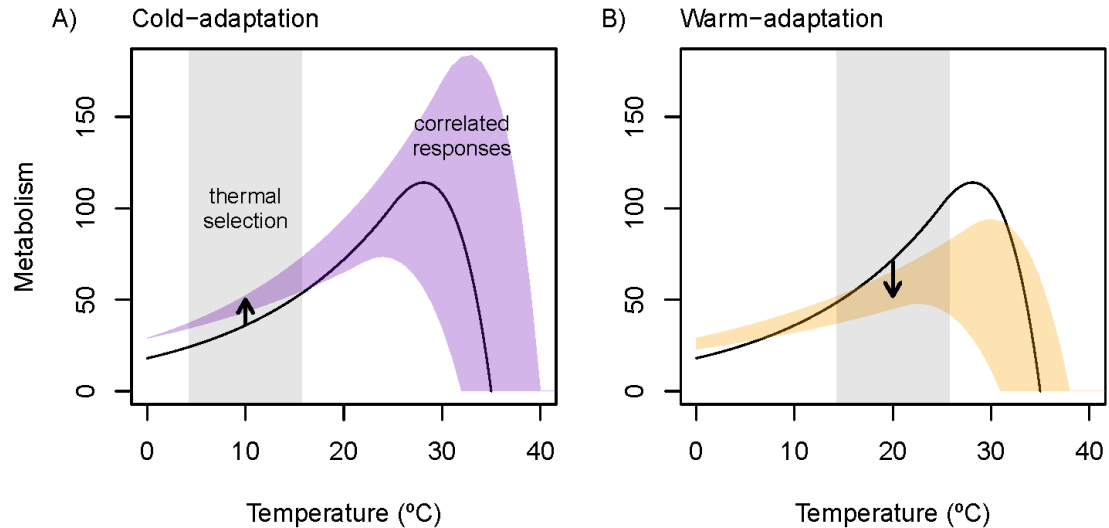 A) Cold−adaptation
B) Warm−adaptation
Metabolism
150
100
50
0
thermal
selection
correlated
responses
0 10 20 30 40
Temperature (ºC)
150
100
50
0
0 10 20 30 40
Temperature (ºC)